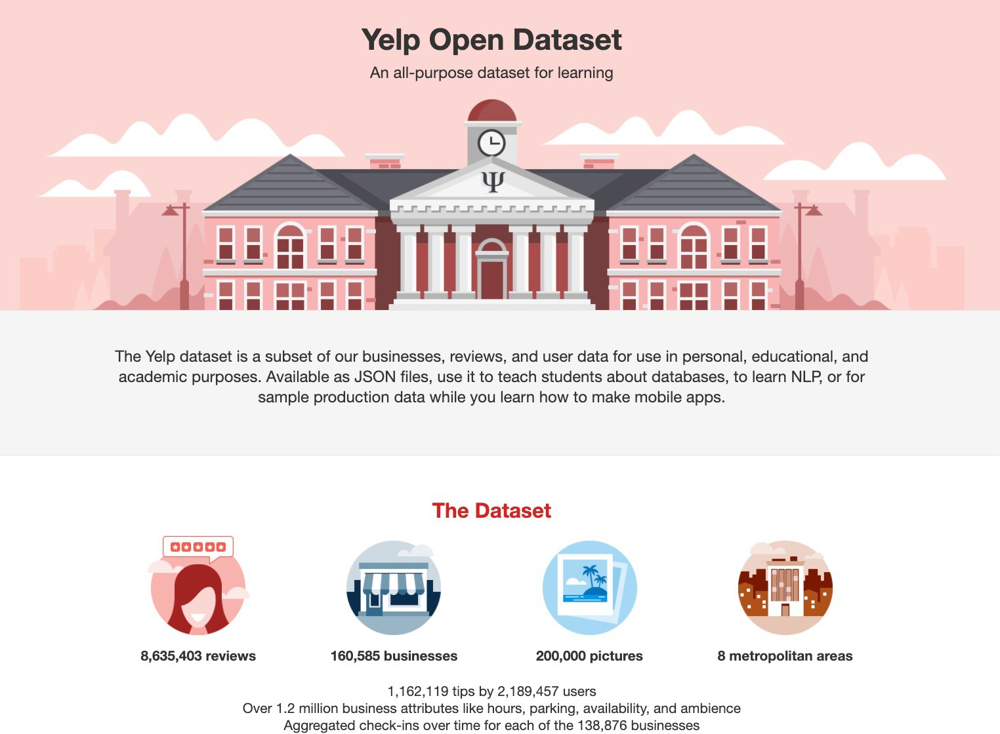 Yelp Open Dataset
An all-purpose dataset for learning
Ψ
The Yelp dataset is a subset of our businesses, reviews, and user data for use in personal, educational, and
academic purposes. Available as JSON files, use it to teach students about databases, to learn NLP, or for
sample production data while you learn how to make mobile apps.
The Dataset
8,635,403 reviews
160,585 businesses
200,000 pictures
8 metropolitan areas
1,162,119 tips by 2,189,457 users
Over 1.2 million business attributes like hours, parking, availability, and ambience
Aggregated check-ins over time for each of the 138,876 businesses